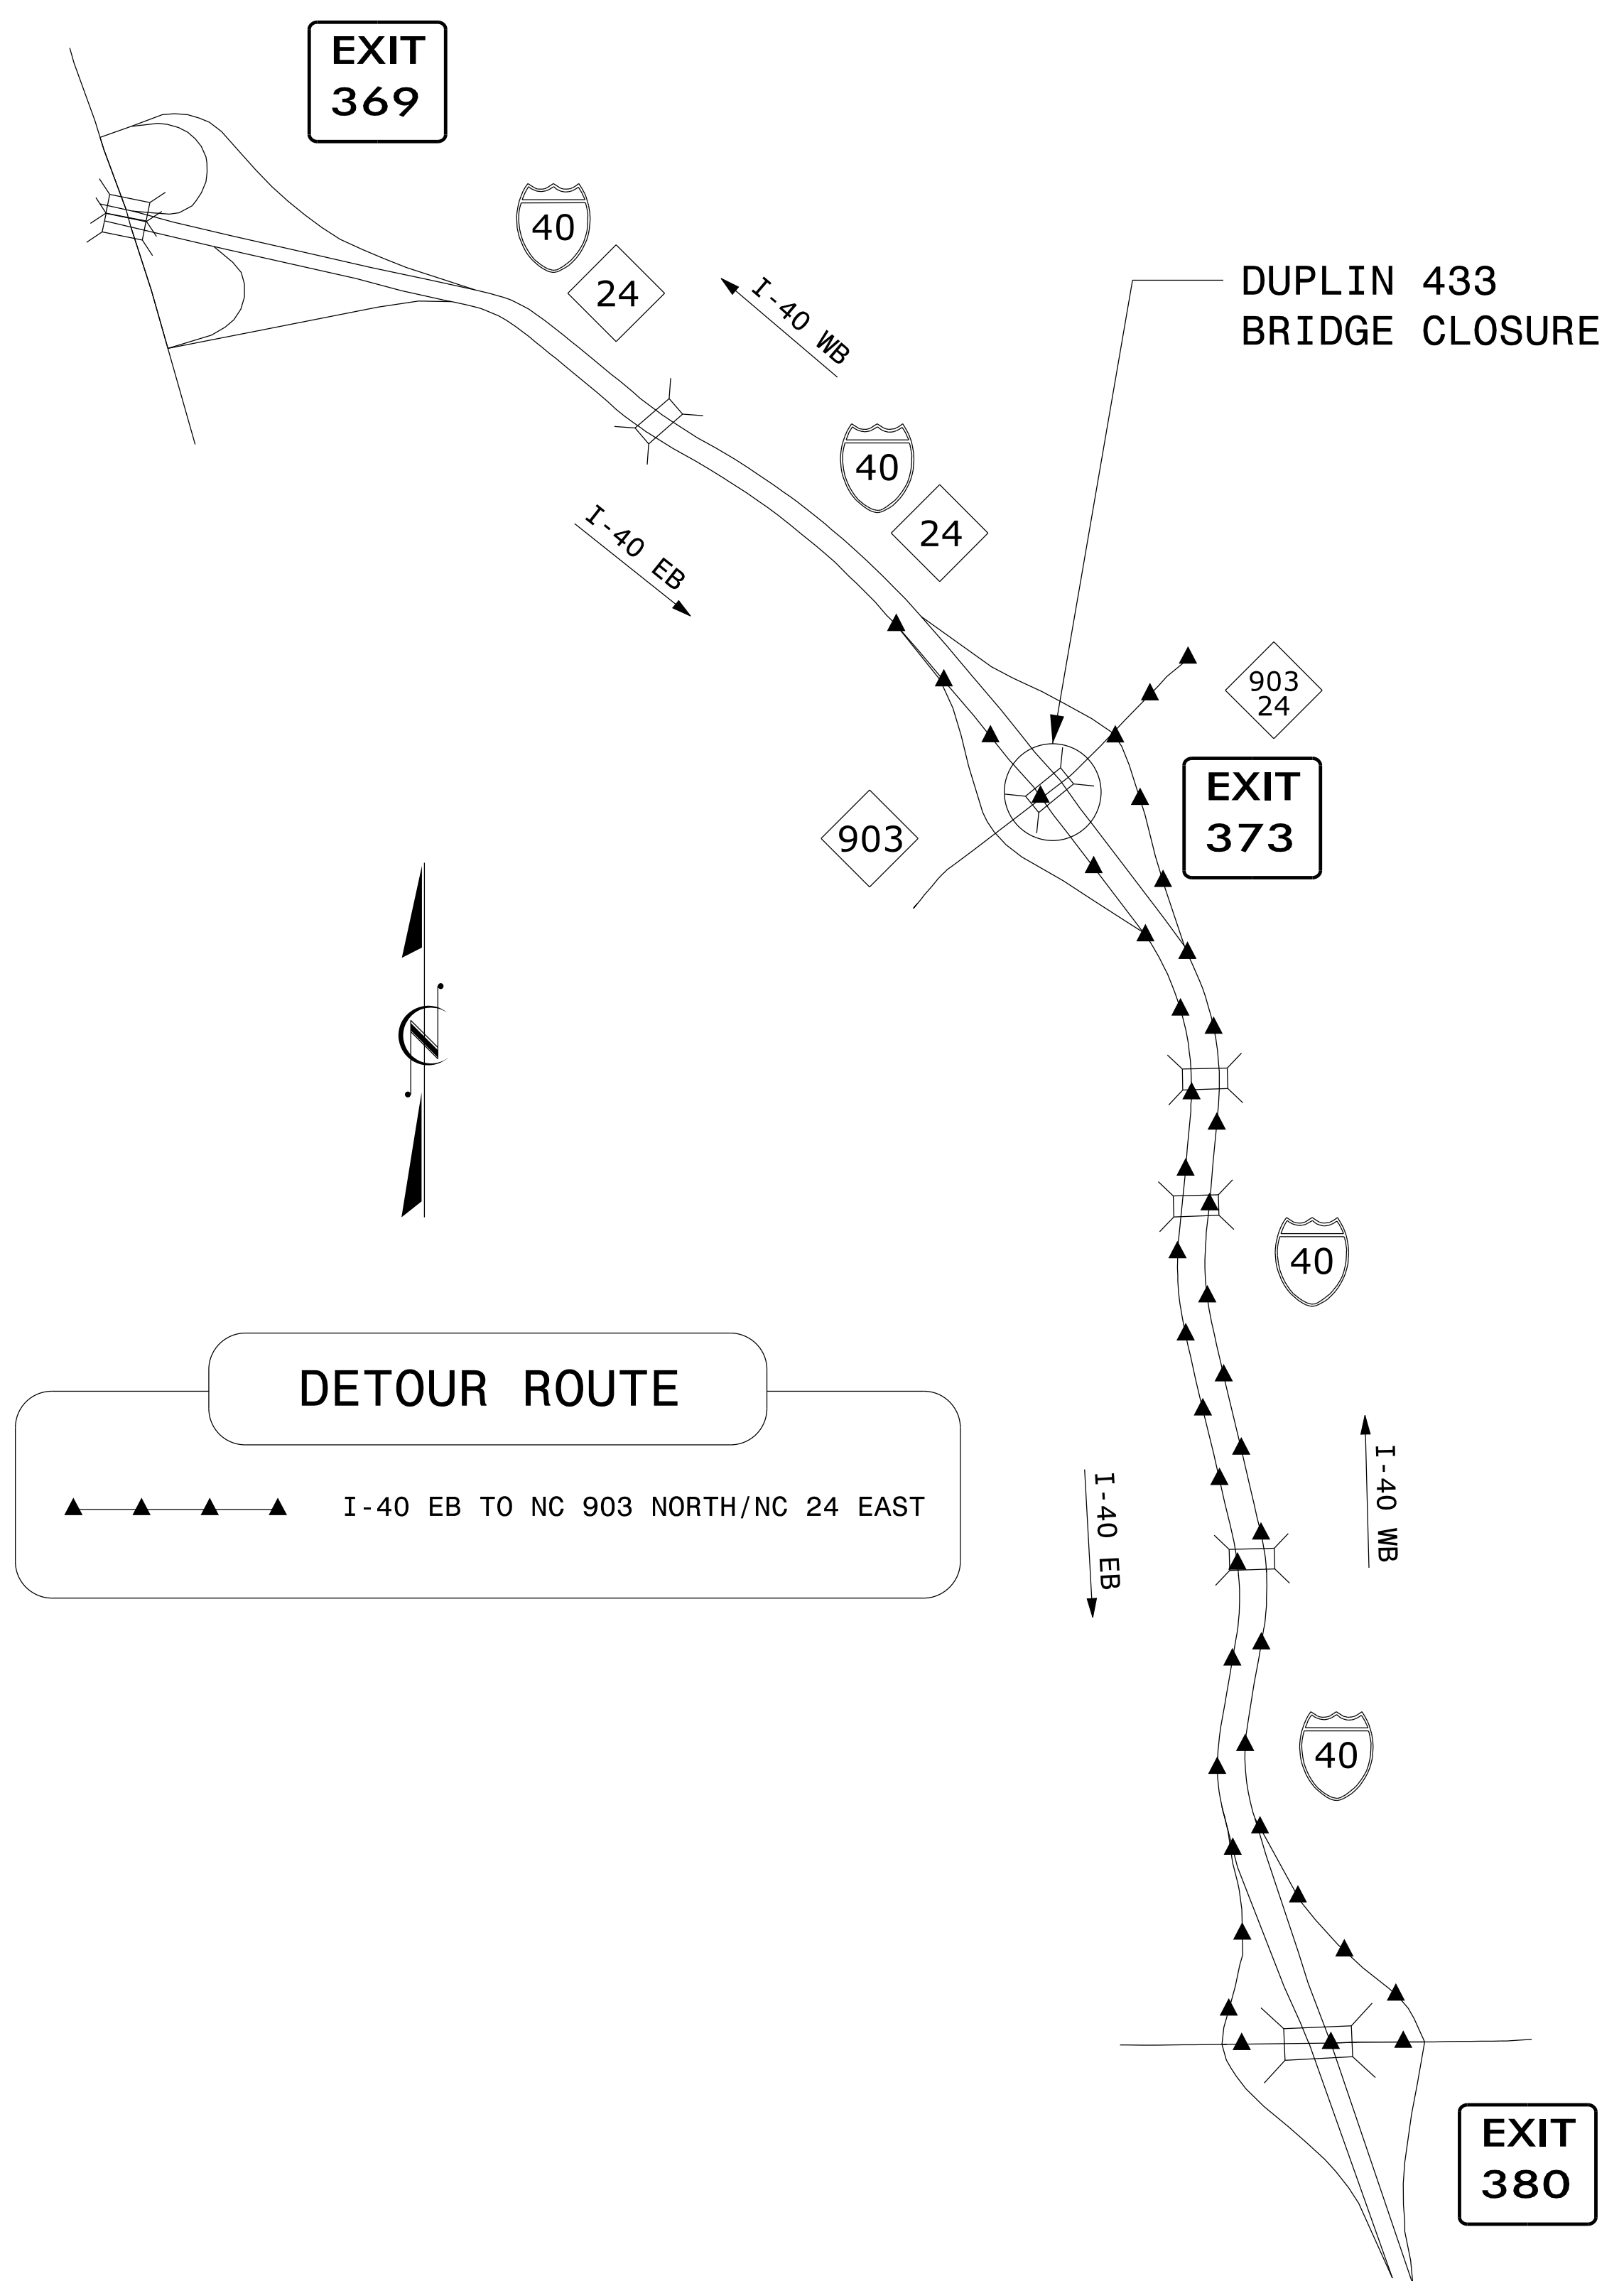 EXIT
369
40
24
I-40 WB
DUPLIN 433
BRIDGE CLOSURE
40
24
I-40 EB
903
24
EXIT
373
903
N
40
DETOUR ROUTE
I-40 EB TO NC 903 NORTH/NC 24 EAST
I-40 EB
I-40 WB
40
EXIT
380